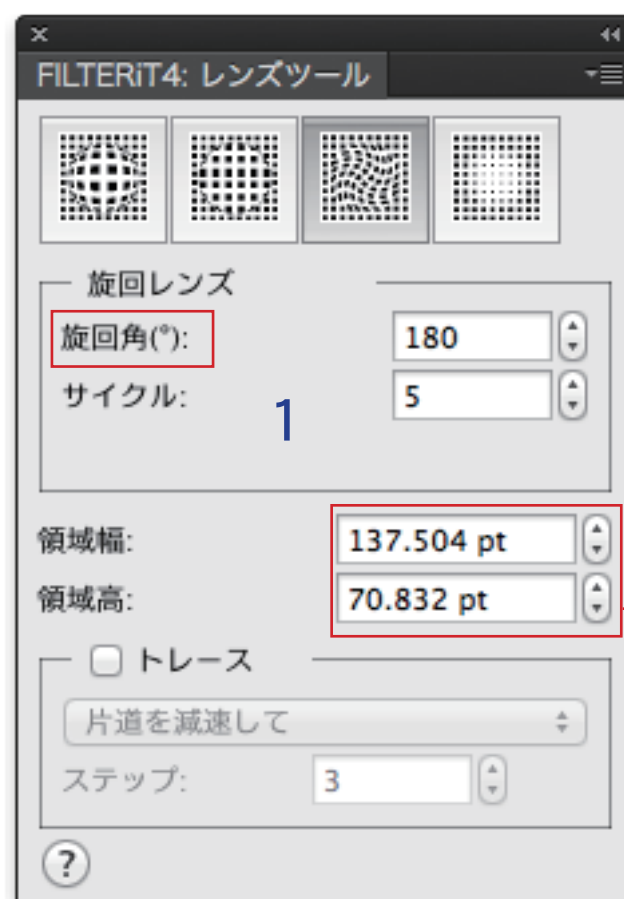 FILTERiT4: レンズツール
旋回レンズ
旋回角(°): 180
サイクル: 5
1
領域幅: 137.504 pt
領域高: 70.832 pt
トレース
片道を減速して
ステップ: 3
?